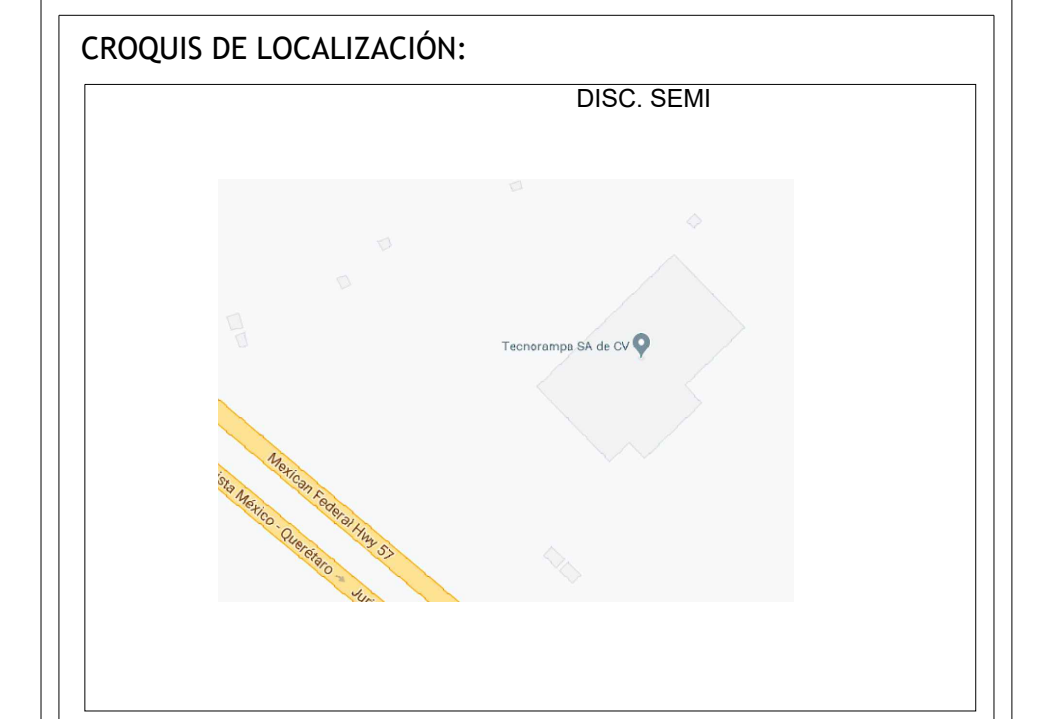 CROQUIS DE LOCALIZACIÓN:
DISC. SEMI
Tecnorampa SA de CV
Mexican Federal Hwy 57
ista México - Querétaro